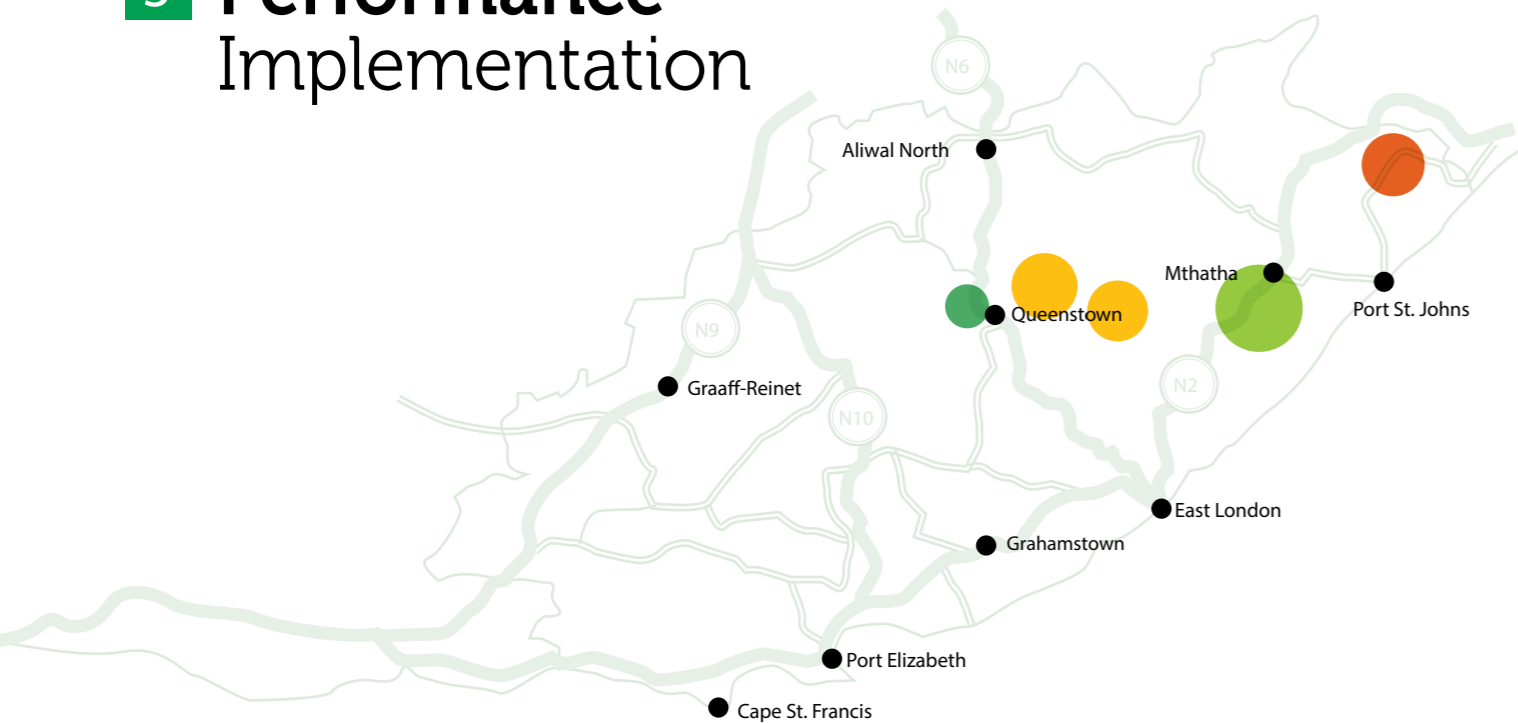 Performance
Implementation
N6
Aliwal North
Mthatha
Port St. Johns
Queenstown
N9
Graaff-Reinet
N2
N10
East London
Grahamstown
Port Elizabeth
Cape St. Francis